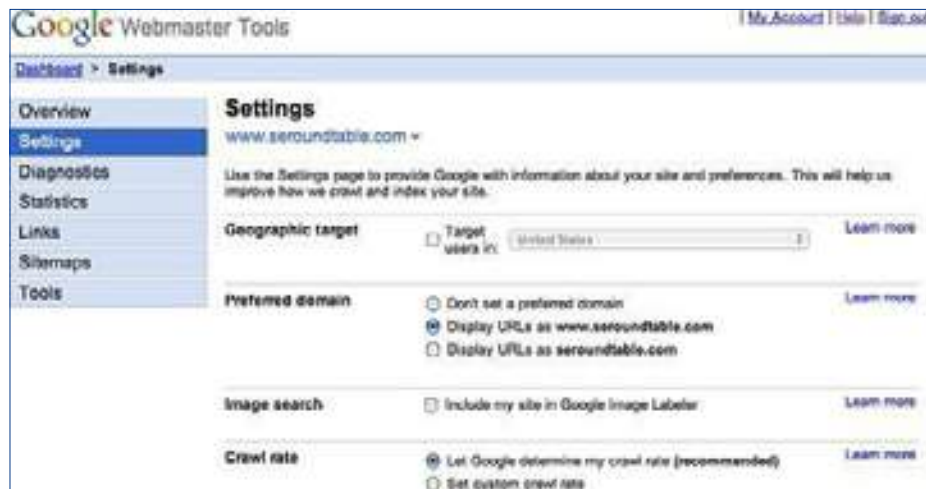 Google Webmaster Tools
| My Account | Help | Sign out
Dashboard > Settings
Overview
Settings
Diagnostics
Statistics
Links
Sitemaps
Tools
Settings
www.seroundtable.com
Use the Settings page to provide Google with information about your site and preferences. This will help us
improve how we crawl and index your site.
Geographic target
Target
users in:
United States
Learn more
Preferred domain
Don't set a preferred domain
Display URLs as www.seroundtable.com
Display URLs as seroundtable.com
Learn more
Image search
Include my site in Google Image Labeler
Learn more
Crawl rate
Let Google determine my crawl rate (recommended)
Set custom crawl rate
Learn more